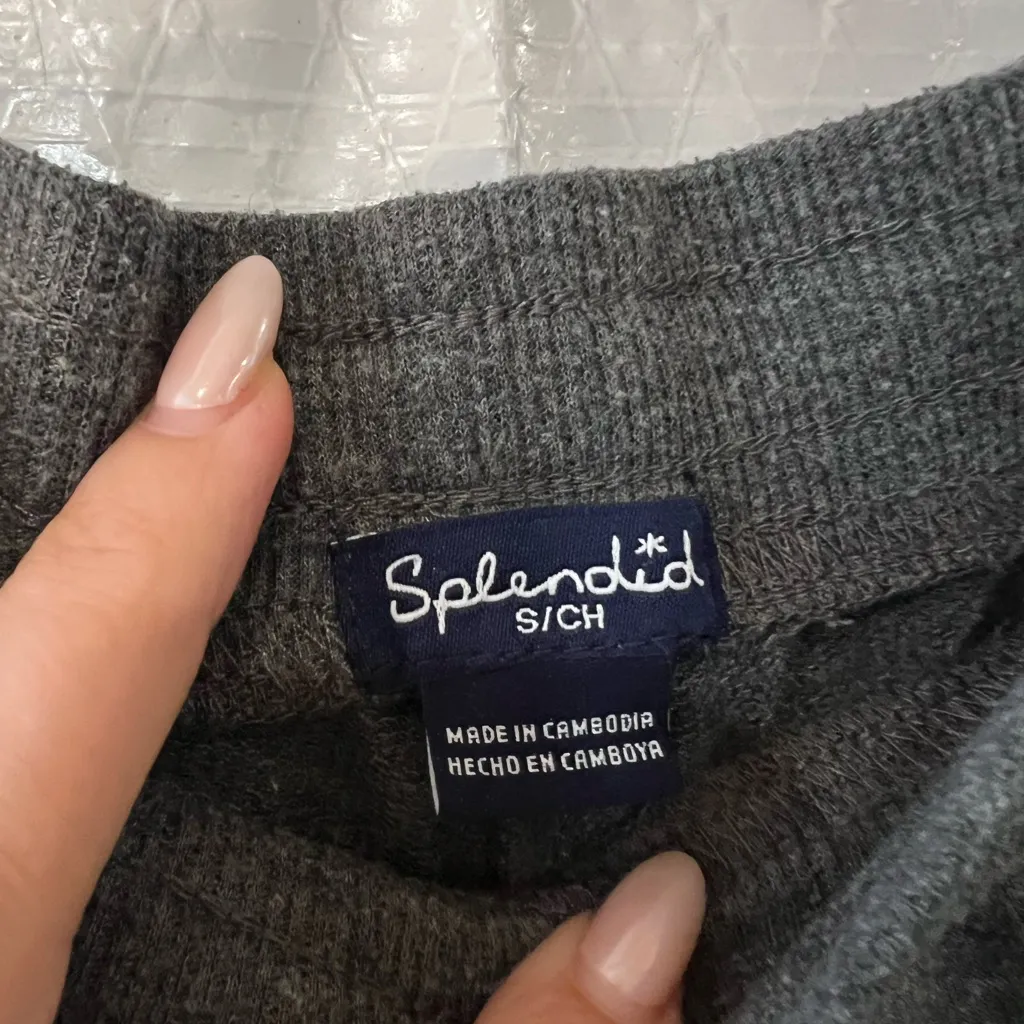 Splendid
S/CH
MADE IN CAMBODIA
HECHO EN CAMBOYA